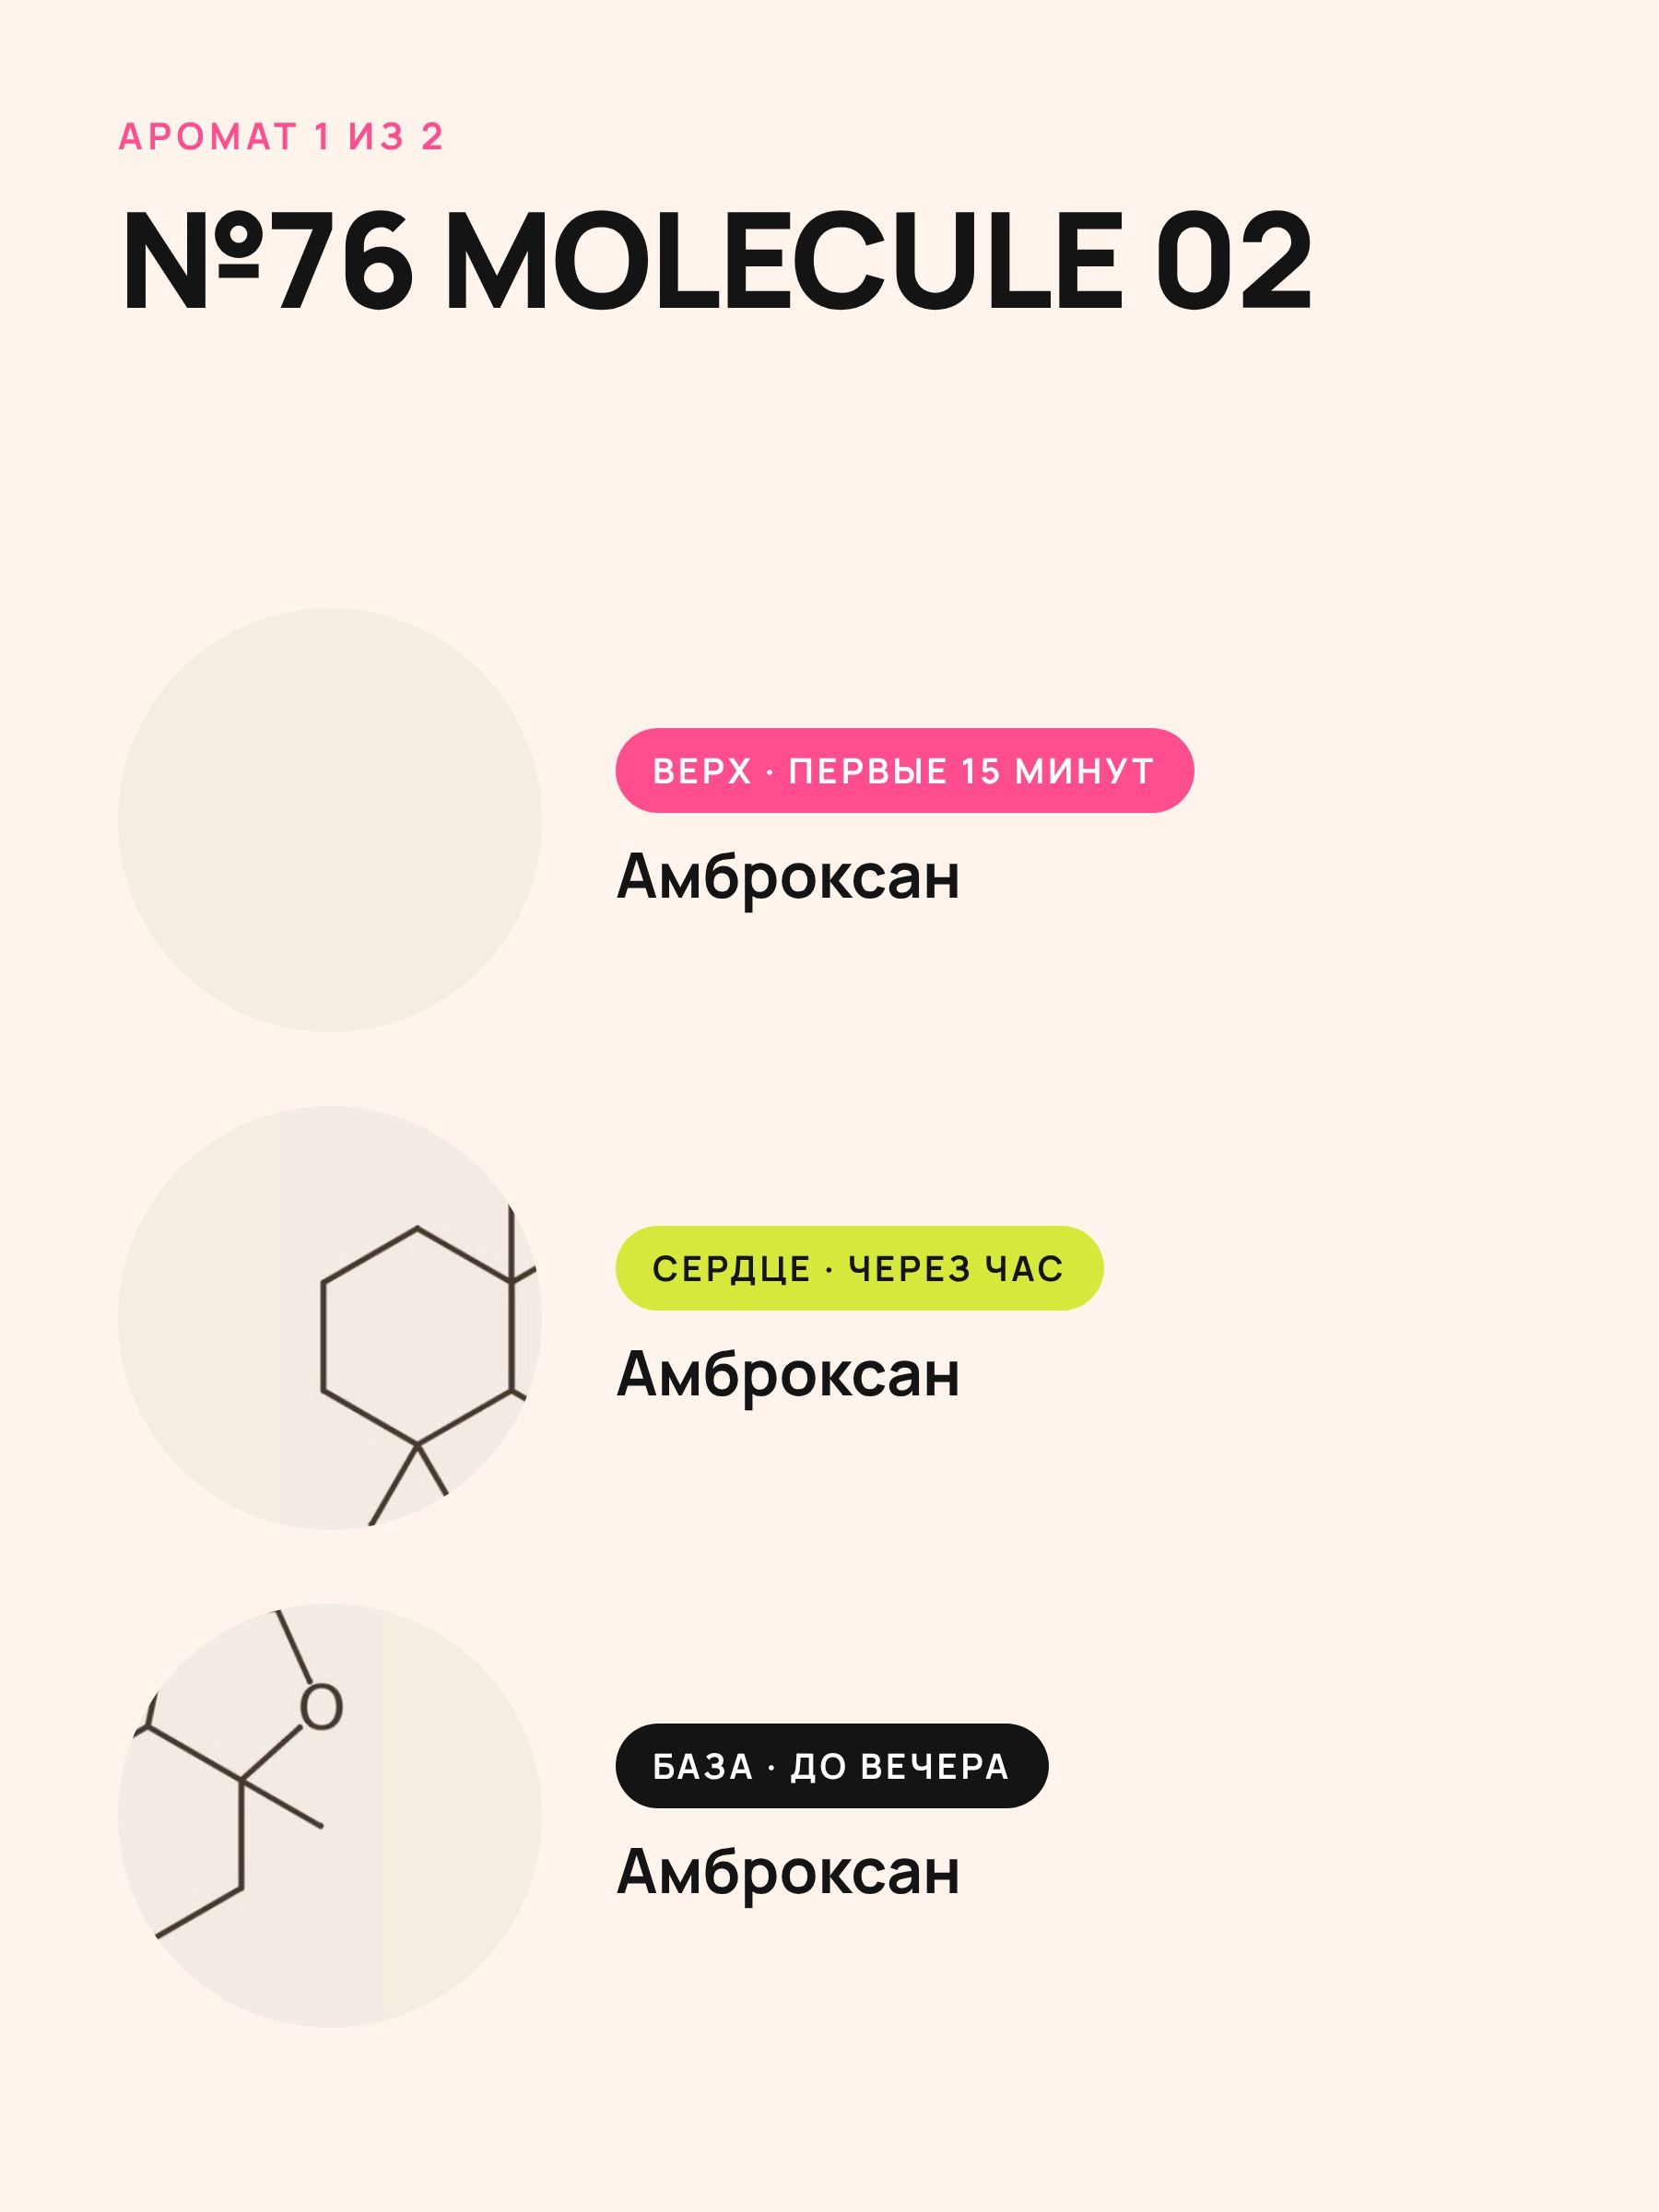 АРОМАТ 1 ИЗ 2
№76 MOLECULE 02
ВЕРХ · ПЕРВЫЕ 15 МИНУТ
Амброксан
СЕРДЦЕ · ЧЕРЕЗ ЧАС
Амброксан
O
БАЗА · ДО ВЕЧЕРА
Амброксан